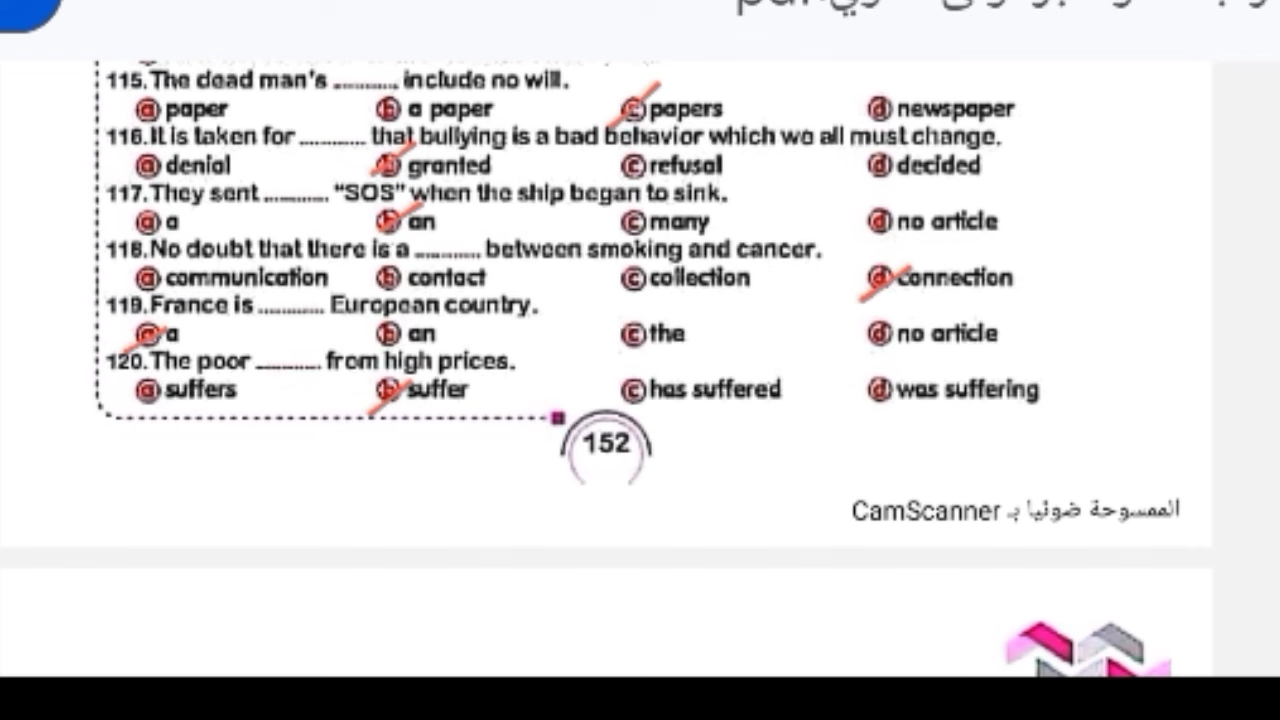 115.The dead man's ........... include no will.
ⓐ paper ⓑ a paper ⓒ papers ⓓ newspaper
116.It is taken for ............ that bullying is a bad behavior which we all must change.
ⓐ denial ⓑ granted ⓒ refusal ⓓ decided
117.They sent ............ "SOS" when the ship began to sink.
ⓐ a ⓑ an ⓒ many ⓓ no article
118.No doubt that there is a ............ between smoking and cancer.
ⓐ communication ⓑ contact ⓒ collection ⓓ connection
119.France is ............ European country.
ⓐ a ⓑ an ⓒ the ⓓ no article
120.The poor ............ from high prices.
ⓐ suffers ⓑ suffer ⓒ has suffered ⓓ was suffering
152
الممسوحة ضوئيا بـ CamScanner